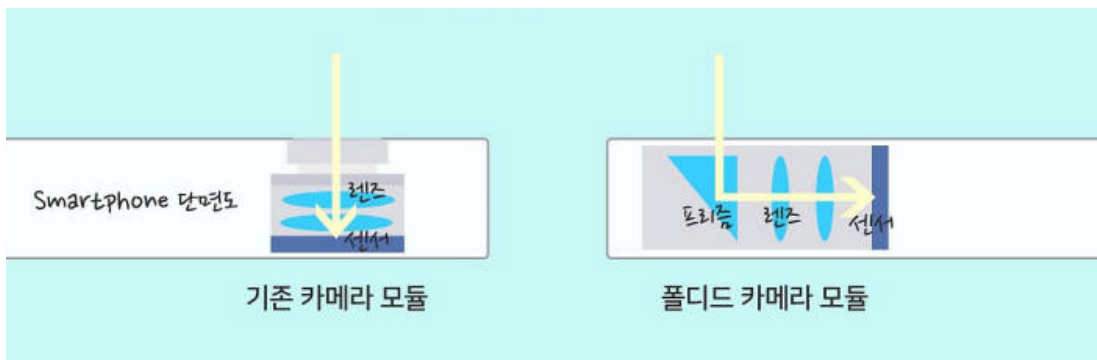 Smartphone 단면도
렌즈
센서
프리즘
렌즈
센서
기존 카메라 모듈
폴디드 카메라 모듈